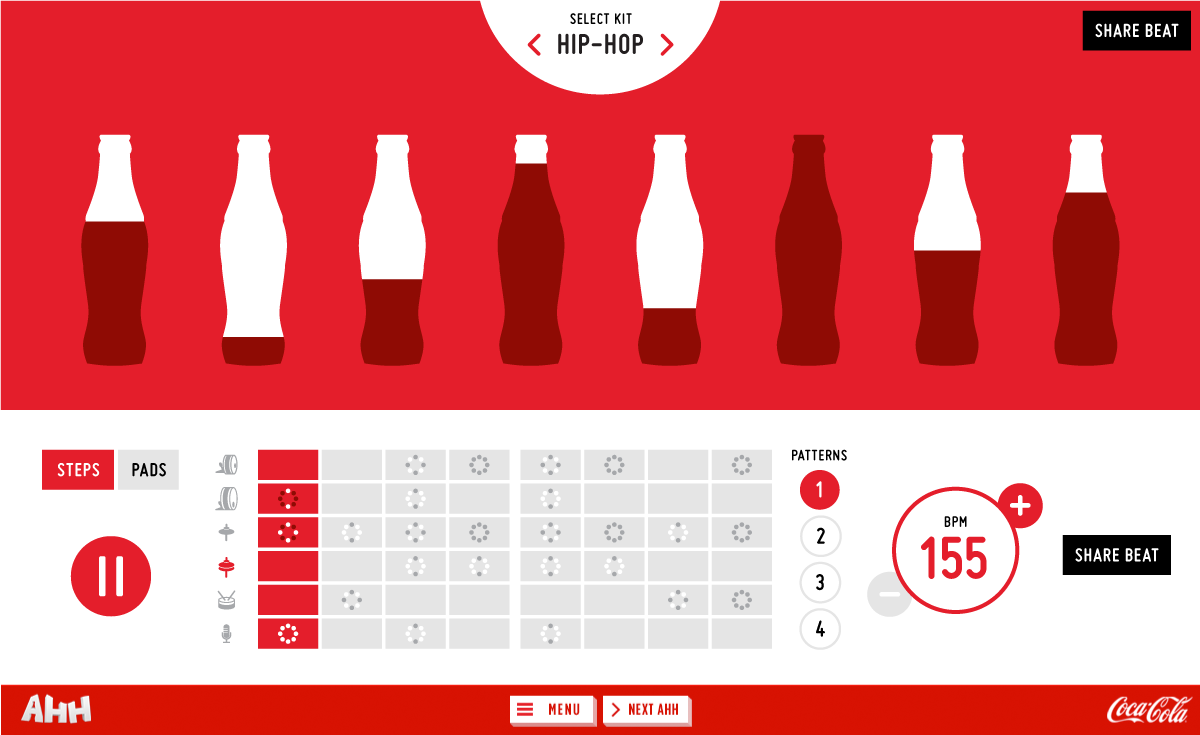 SELECT KIT
HIP-HOP
SHARE BEAT
STEPS
PADS
PATTERNS
1
2
3
4
BPM
155
SHARE BEAT
AHH
MENU
NEXT AHH
Coca-Cola